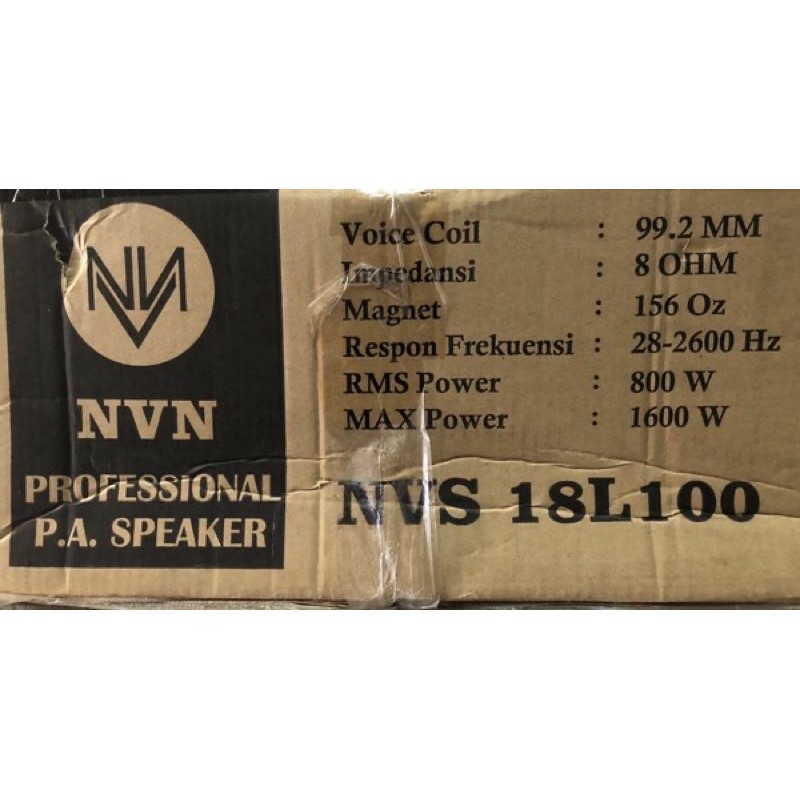 NVN
NVN
PROFESSIONAL
P.A. SPEAKER
Voice Coil : 99.2 MM
Impedansi : 8 OHM
Magnet : 156 Oz
Respon Frekuensi : 28-2600 Hz
RMS Power : 800 W
MAX Power : 1600 W
NVS 18L100